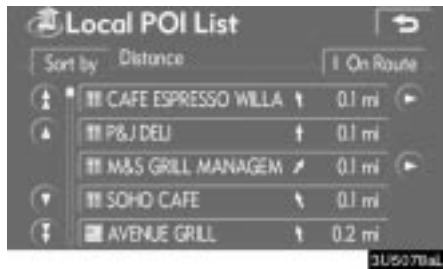 Local POI List
Sort by Distance On Route
CAFE ESPRESSO WILLA 0.1 mi
P&J DELI 0.1 mi
M&S GRILL MANAGEM 0.1 mi
SOHO CAFE 0.1 mi
AVENUE GRILL 0.2 mi
3U5078aL